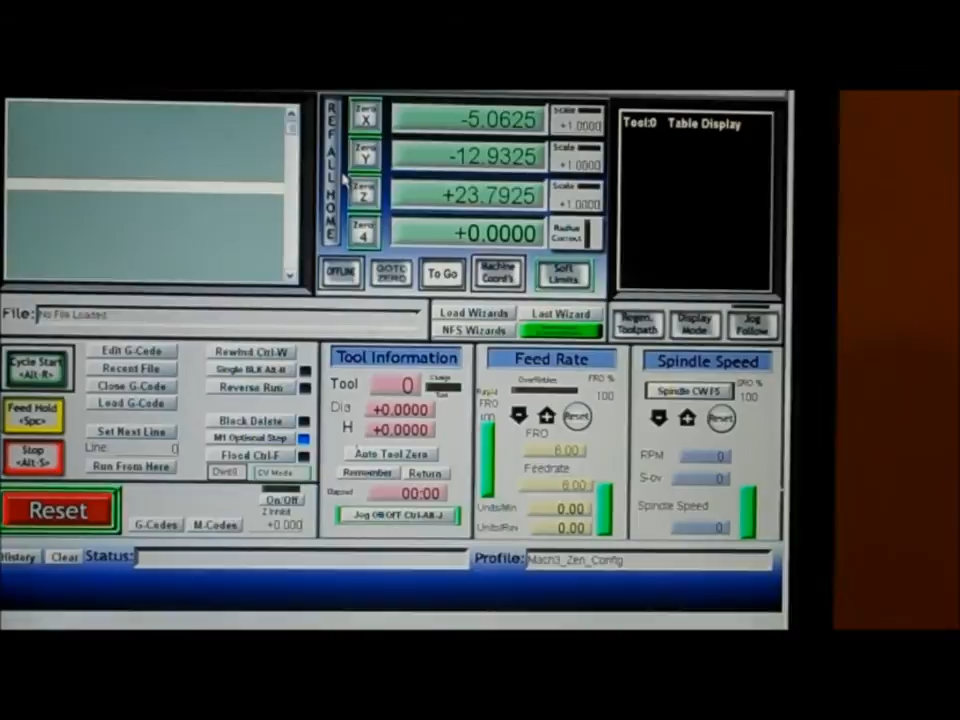 REF ALL HOME
Zero X -5.0625 Scale +1.0000
Zero Y -12.9325 Scale +1.0000
Zero Z +23.7925 Scale +1.0000
Zero 4 +0.0000 Radius Correct
Tool:0 Table Display
OFFLINE GOTO ZERO To Go Machine Coord's Soft Limits
File: No File Loaded
Load Wizards Last Wizard
NFS Wizards
Regen. Toolpath Display Mode Jog Follow
Cycle Start <Alt-R>
Feed Hold <Spc>
Stop <Alt-S>
Reset
Edit G-Code
Recent File
Close G-Code
Load G-Code
Set Next Line
Line: 0
Run From Here
Rewind Ctrl-W
Single BLK Alt-N
Reverse Run
Block Delete
M1 Optional Stop
Flood Ctrl-F
Dwell CV Mode
On/Off
Z Inhibit
+0.000
G-Codes M-Codes
Tool Information
Tool 0 Change Tool
Dia +0.0000
H +0.0000
Auto Tool Zero
Remember Return
Elapsed 00:00
Jog ON/OFF Ctrl-Alt-J
Feed Rate
Overridden FRO %
100
Rapid FRO
100
Reset
FRO
6.00
Feedrate
6.00
Units/Min 0.00
Units/Rev 0.00
Spindle Speed
Spindle CW F5
SRO %
100
Reset
RPM 0
S-ov 0
Spindle Speed
0
History Clear Status:
Profile: Mach3_Zen_Config